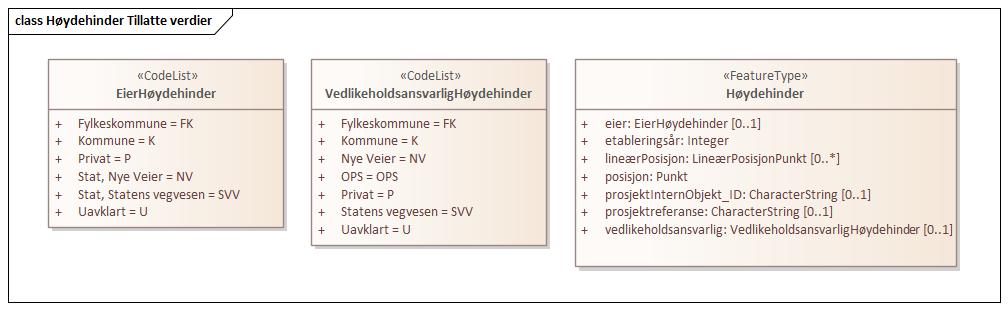 class Høydehinder Tillatte verdier
«CodeList»
EierHøydehinder
+ Fylkeskommune = FK
+ Kommune = K
+ Privat = P
+ Stat, Nye Veier = NV
+ Stat, Statens vegvesen = SVV
+ Uavklart = U
«CodeList»
VedlikeholdsansvarligHøydehinder
+ Fylkeskommune = FK
+ Kommune = K
+ Nye Veier = NV
+ OPS = OPS
+ Privat = P
+ Statens vegvesen = SVV
+ Uavklart = U
«FeatureType»
Høydehinder
+ eier: EierHøydehinder [0..1]
+ etableringsår: Integer
+ lineærPosisjon: LineærPosisjonPunkt [0..*]
+ posisjon: Punkt
+ prosjektInternObjekt_ID: CharacterString [0..1]
+ prosjektreferanse: CharacterString [0..1]
+ vedlikeholdsansvarlig: VedlikeholdsansvarligHøydehinder [0..1]